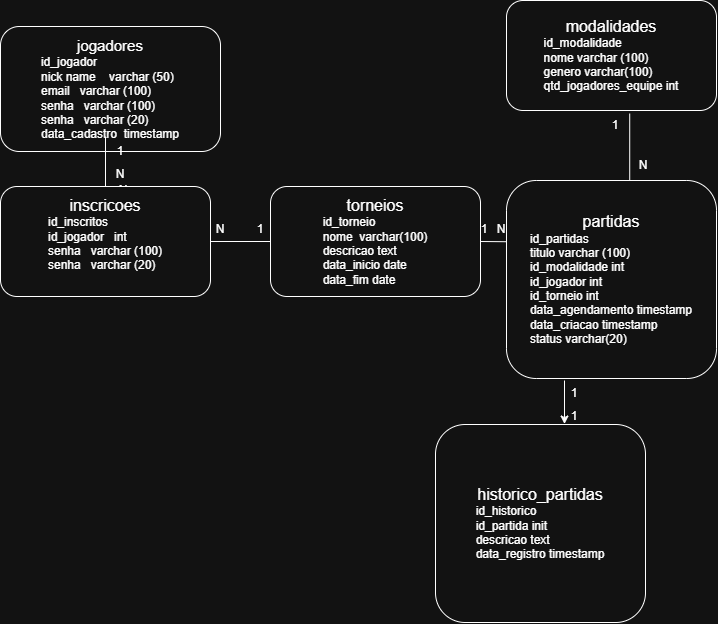 jogadores
id_jogador
nick name varchar (50)
email varchar (100)
senha varchar (100)
senha varchar (20)
data_cadastro timestamp
1
N
N
inscricoes
id_inscritos
id_jogador int
senha varchar (100)
senha varchar (20)
N
1
torneios
id_torneio
nome varchar(100)
descricao text
data_inicio date
data_fim date
1
N
modalidades
id_modalidade
nome varchar (100)
genero varchar(100)
qtd_jogadores_equipe int
1
N
partidas
id_partidas
titulo varchar (100)
id_modalidade int
id_jogador int
id_torneio int
data_agendamento timestamp
data_criacao timestamp
status varchar(20)
1
1
historico_partidas
id_historico
id_partida init
descricao text
data_registro timestamp